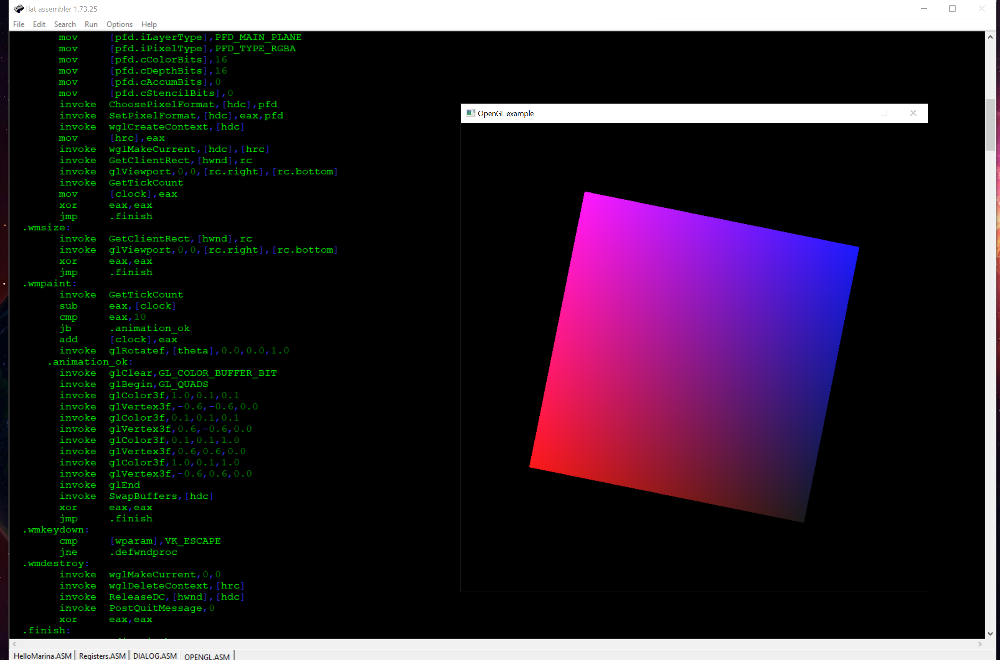 flat assembler 1.73.25
File Edit Search Run Options Help
mov [pfd.iLayerType],PFD_MAIN_PLANE
mov [pfd.iPixelType],PFD_TYPE_RGBA
mov [pfd.cColorBits],16
mov [pfd.cDepthBits],16
mov [pfd.cAccumBits],0
mov [pfd.cStencilBits],0
invoke ChoosePixelFormat,[hdc],pfd
invoke SetPixelFormat,[hdc],eax,pfd
invoke wglCreateContext,[hdc]
mov [hrc],eax
invoke wglMakeCurrent,[hdc],[hrc]
invoke GetClientRect,[hwnd],rc
invoke glViewport,0,0,[rc.right],[rc.bottom]
invoke GetTickCount
mov [clock],eax
xor eax,eax
jmp .finish
.wmsize:
invoke GetClientRect,[hwnd],rc
invoke glViewport,0,0,[rc.right],[rc.bottom]
xor eax,eax
jmp .finish
.wmpaint:
invoke GetTickCount
sub eax,[clock]
cmp eax,10
jb .animation_ok
add [clock],eax
invoke glRotatef,[theta],0.0,0.0,1.0
.animation_ok:
invoke glClear,GL_COLOR_BUFFER_BIT
invoke glBegin,GL_QUADS
invoke glColor3f,1.0,0.1,0.1
invoke glVertex3f,-0.6,-0.6,0.0
invoke glColor3f,0.1,0.1,0.1
invoke glVertex3f,0.6,-0.6,0.0
invoke glColor3f,0.1,0.1,1.0
invoke glVertex3f,0.6,0.6,0.0
invoke glColor3f,1.0,0.1,1.0
invoke glVertex3f,-0.6,0.6,0.0
invoke glEnd
invoke SwapBuffers,[hdc]
xor eax,eax
jmp .finish
.wmkeydown:
cmp [wparam],VK_ESCAPE
jne .defwndproc
.wmdestroy:
invoke wglMakeCurrent,0,0
invoke wglDeleteContext,[hrc]
invoke ReleaseDC,[hwnd],[hdc]
invoke PostQuitMessage,0
xor eax,eax
.finish:
OpenGL example
HelloMarina.ASM Registers.ASM DIALOG.ASM OPENGL.ASM